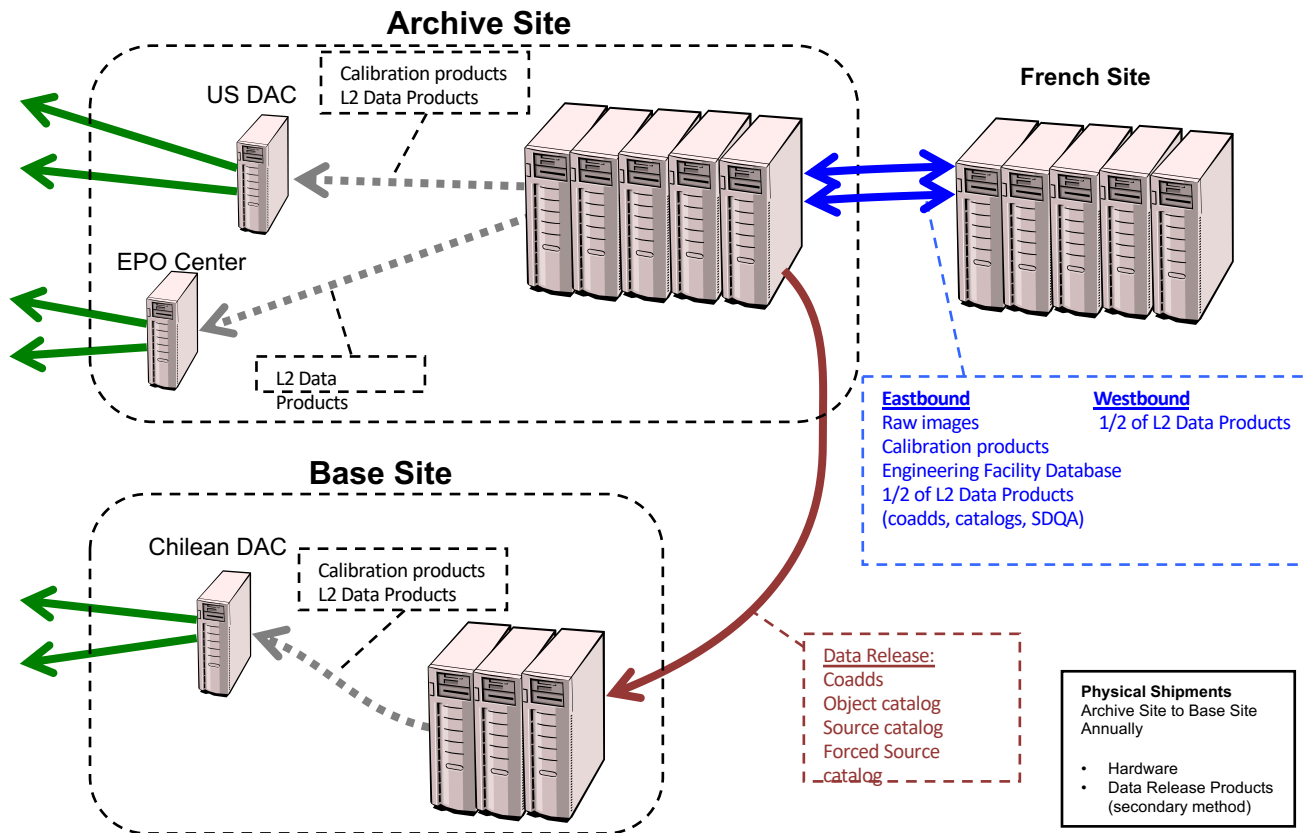 Archive Site
Calibration products
L2 Data Products
US DAC
French Site
EPO Center
L2 Data
Products
Eastbound
Raw images
Calibration products
Engineering Facility Database
1/2 of L2 Data Products
(coadds, catalogs, SDQA)
Westbound
1/2 of L2 Data Products
Base Site
Chilean DAC
Calibration products
L2 Data Products
Data Release:
Coadds
Object catalog
Source catalog
Forced Source
catalog
Physical Shipments
Archive Site to Base Site
Annually
• Hardware
• Data Release Products
(secondary method)